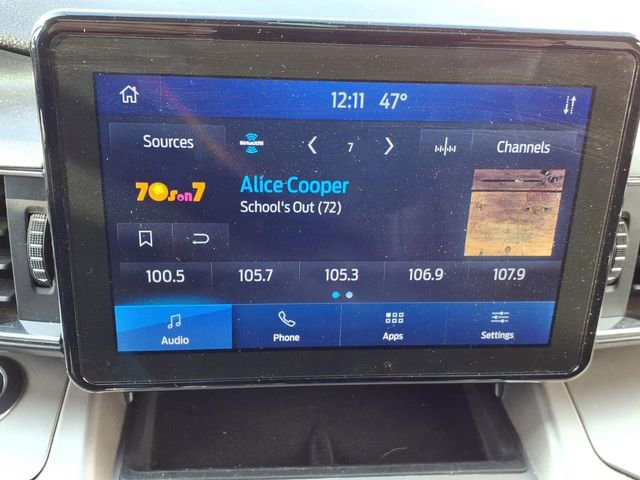 12:11 47°
Sources
SiriusXM
7
Channels
70s on 7
Alice Cooper
School's Out (72)
100.5 105.7 105.3 106.9 107.9
Audio Phone Apps Settings